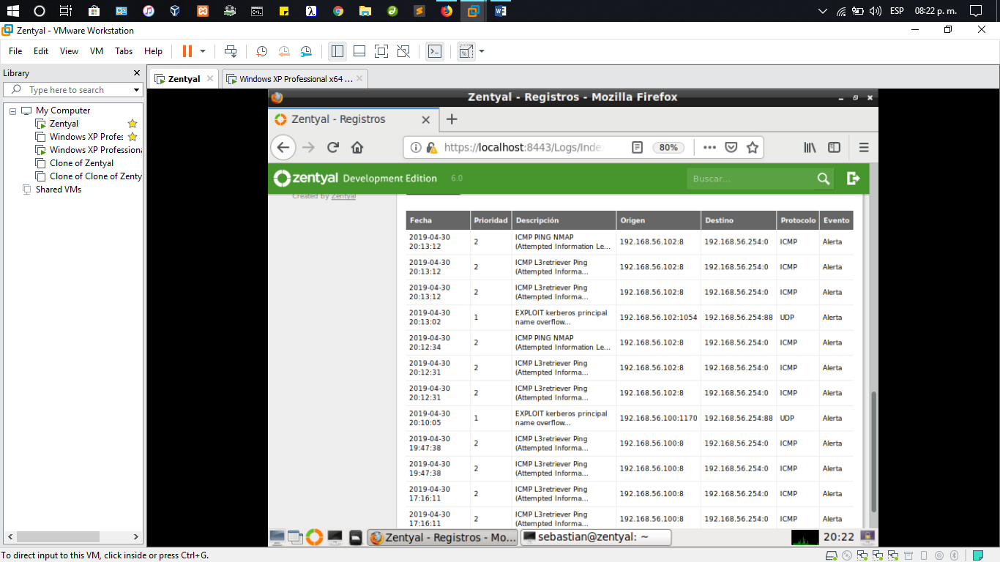 ESP 08:22 p. m.
Zentyal - VMware Workstation
File Edit View VM Tabs Help
Library
Type here to search
My Computer
Zentyal
Windows XP Profes
Windows XP Professiona
Clone of Zentyal
Clone of Clone of Zenty
Shared VMs
Zentyal Windows XP Professional x64 ...
Zentyal - Registros - Mozilla Firefox
Zentyal - Registros
https://localhost:8443/Logs/Index 80%
zentyal Development Edition 6.0 Buscar...
Created by Zentyal
Fecha Prioridad Descripción Origen Destino Protocolo Evento
2019-04-30 20:13:12 2 ICMP PING NMAP (Attempted Information Le... 192.168.56.102:8 192.168.56.254:0 ICMP Alerta
2019-04-30 20:13:12 2 ICMP L3retriever Ping (Attempted Informa... 192.168.56.102:8 192.168.56.254:0 ICMP Alerta
2019-04-30 20:13:12 2 ICMP L3retriever Ping (Attempted Informa... 192.168.56.102:8 192.168.56.254:0 ICMP Alerta
2019-04-30 20:13:02 1 EXPLOIT kerberos principal name overflow... 192.168.56.102:1054 192.168.56.254:88 UDP Alerta
2019-04-30 20:12:34 2 ICMP PING NMAP (Attempted Information Le... 192.168.56.102:8 192.168.56.254:0 ICMP Alerta
2019-04-30 20:12:31 2 ICMP L3retriever Ping (Attempted Informa... 192.168.56.102:8 192.168.56.254:0 ICMP Alerta
2019-04-30 20:12:31 2 ICMP L3retriever Ping (Attempted Informa... 192.168.56.102:8 192.168.56.254:0 ICMP Alerta
2019-04-30 20:10:05 1 EXPLOIT kerberos principal name overflow... 192.168.56.100:1170 192.168.56.254:88 UDP Alerta
2019-04-30 19:47:38 2 ICMP L3retriever Ping (Attempted Informa... 192.168.56.100:8 192.168.56.254:0 ICMP Alerta
2019-04-30 19:47:38 2 ICMP L3retriever Ping (Attempted Informa... 192.168.56.100:8 192.168.56.254:0 ICMP Alerta
2019-04-30 17:16:11 2 ICMP L3retriever Ping (Attempted Informa... 192.168.56.100:8 192.168.56.254:0 ICMP Alerta
2019-04-30 17:16:11 2 ICMP L3retriever Ping (Attempted Informa... 192.168.56.100:8 192.168.56.254:0 ICMP Alerta
Zentyal - Registros - Mo... sebastian@zentyal: ~ 20:22
To direct input to this VM, click inside or press Ctrl+G.